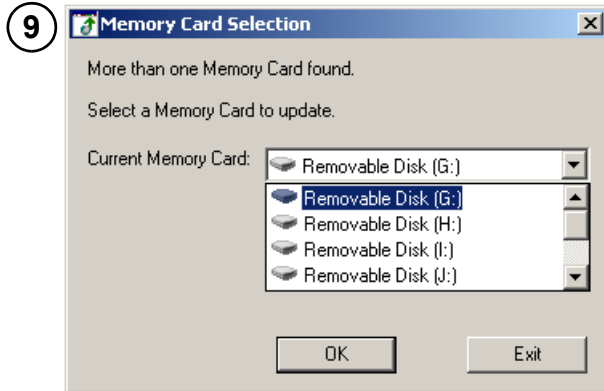 9
Memory Card Selection
More than one Memory Card found.
Select a Memory Card to update.
Current Memory Card: Removable Disk (G:)
Removable Disk (G:)
Removable Disk (H:)
Removable Disk (I:)
Removable Disk (J:)
OK Exit